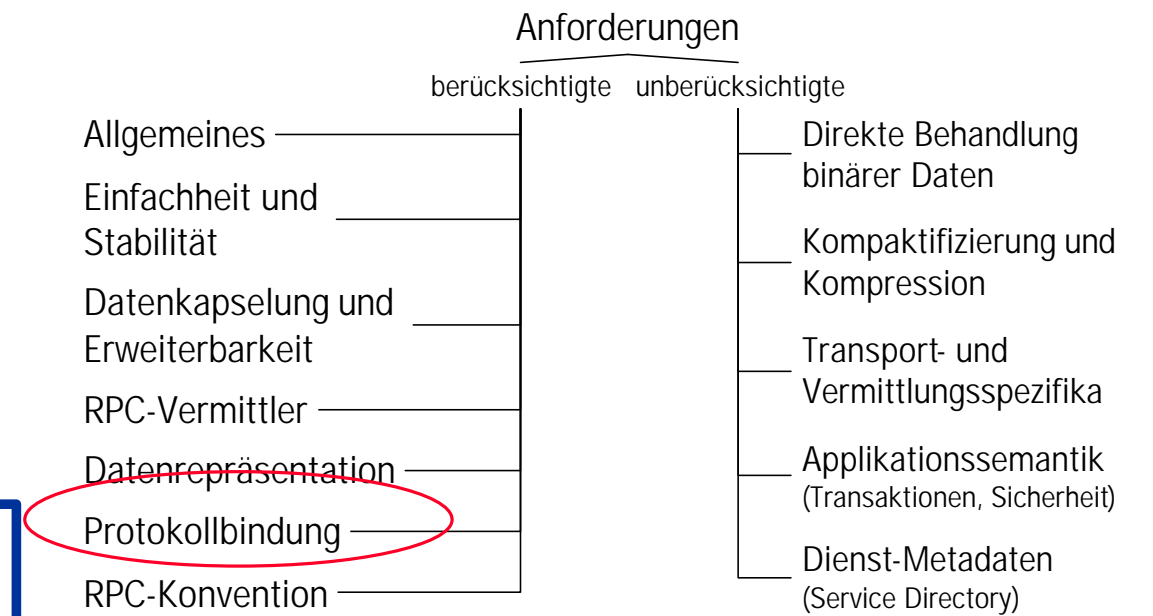 Anforderungen
berücksichtigte unberücksichtigte
Allgemeines
Einfachheit und
Stabilität
Datenkapselung und
Erweiterbarkeit
RPC-Vermittler
Datenrepräsentation
Protokollbindung
RPC-Konvention
Direkte Behandlung
binärer Daten
Kompaktifizierung und
Kompression
Transport- und
Vermittlungsspezifika
Applikationssemantik
(Transaktionen, Sicherheit)
Dienst-Metadaten
(Service Directory)